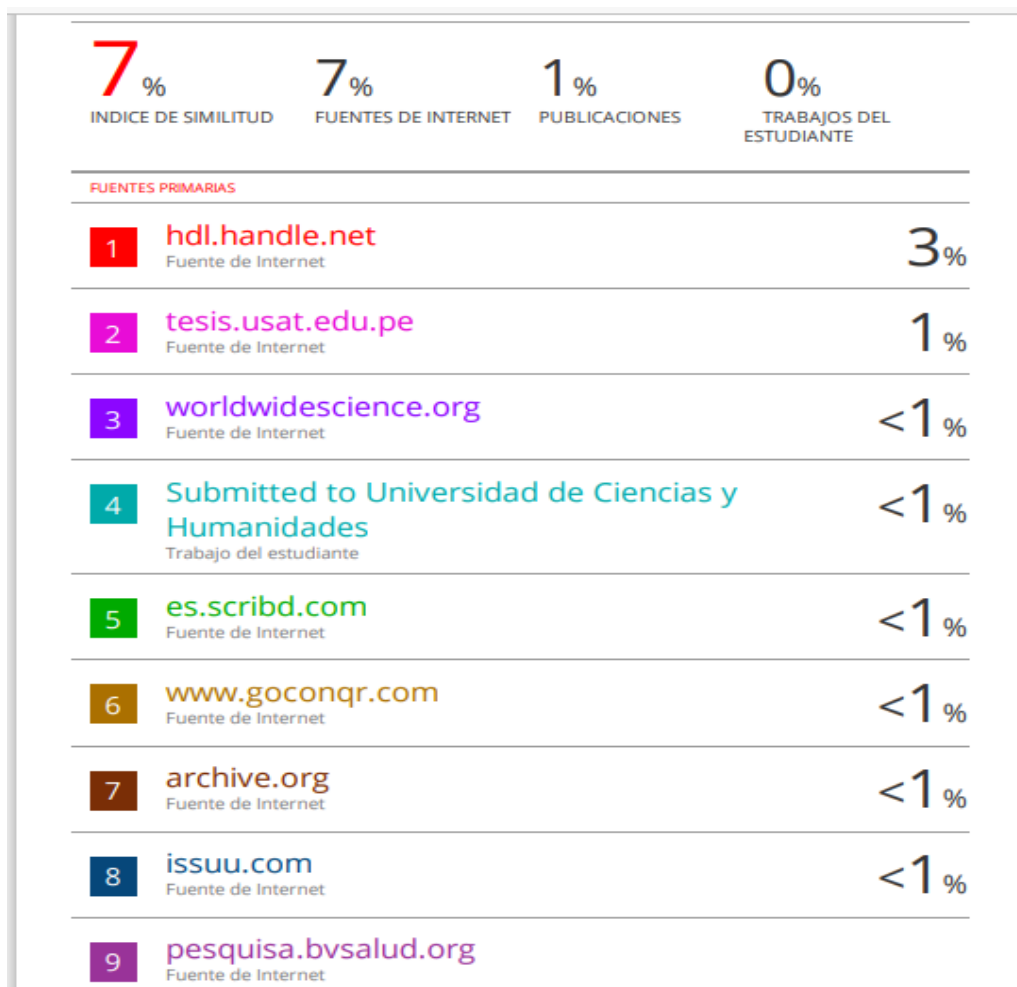 7% 7% 1% 0%
INDICE DE SIMILITUD FUENTES DE INTERNET PUBLICACIONES TRABAJOS DEL
ESTUDIANTE
FUENTES PRIMARIAS
1 hdl.handle.net 3%
Fuente de Internet
2 tesis.usat.edu.pe 1%
Fuente de Internet
3 worldwidescience.org <1%
Fuente de Internet
4 Submitted to Universidad de Ciencias y <1%
Humanidades
Trabajo del estudiante
5 es.scribd.com <1%
Fuente de Internet
6 www.goconqr.com <1%
Fuente de Internet
7 archive.org <1%
Fuente de Internet
8 issuu.com <1%
Fuente de Internet
9 pesquisa.bvsalud.org
Fuente de Internet